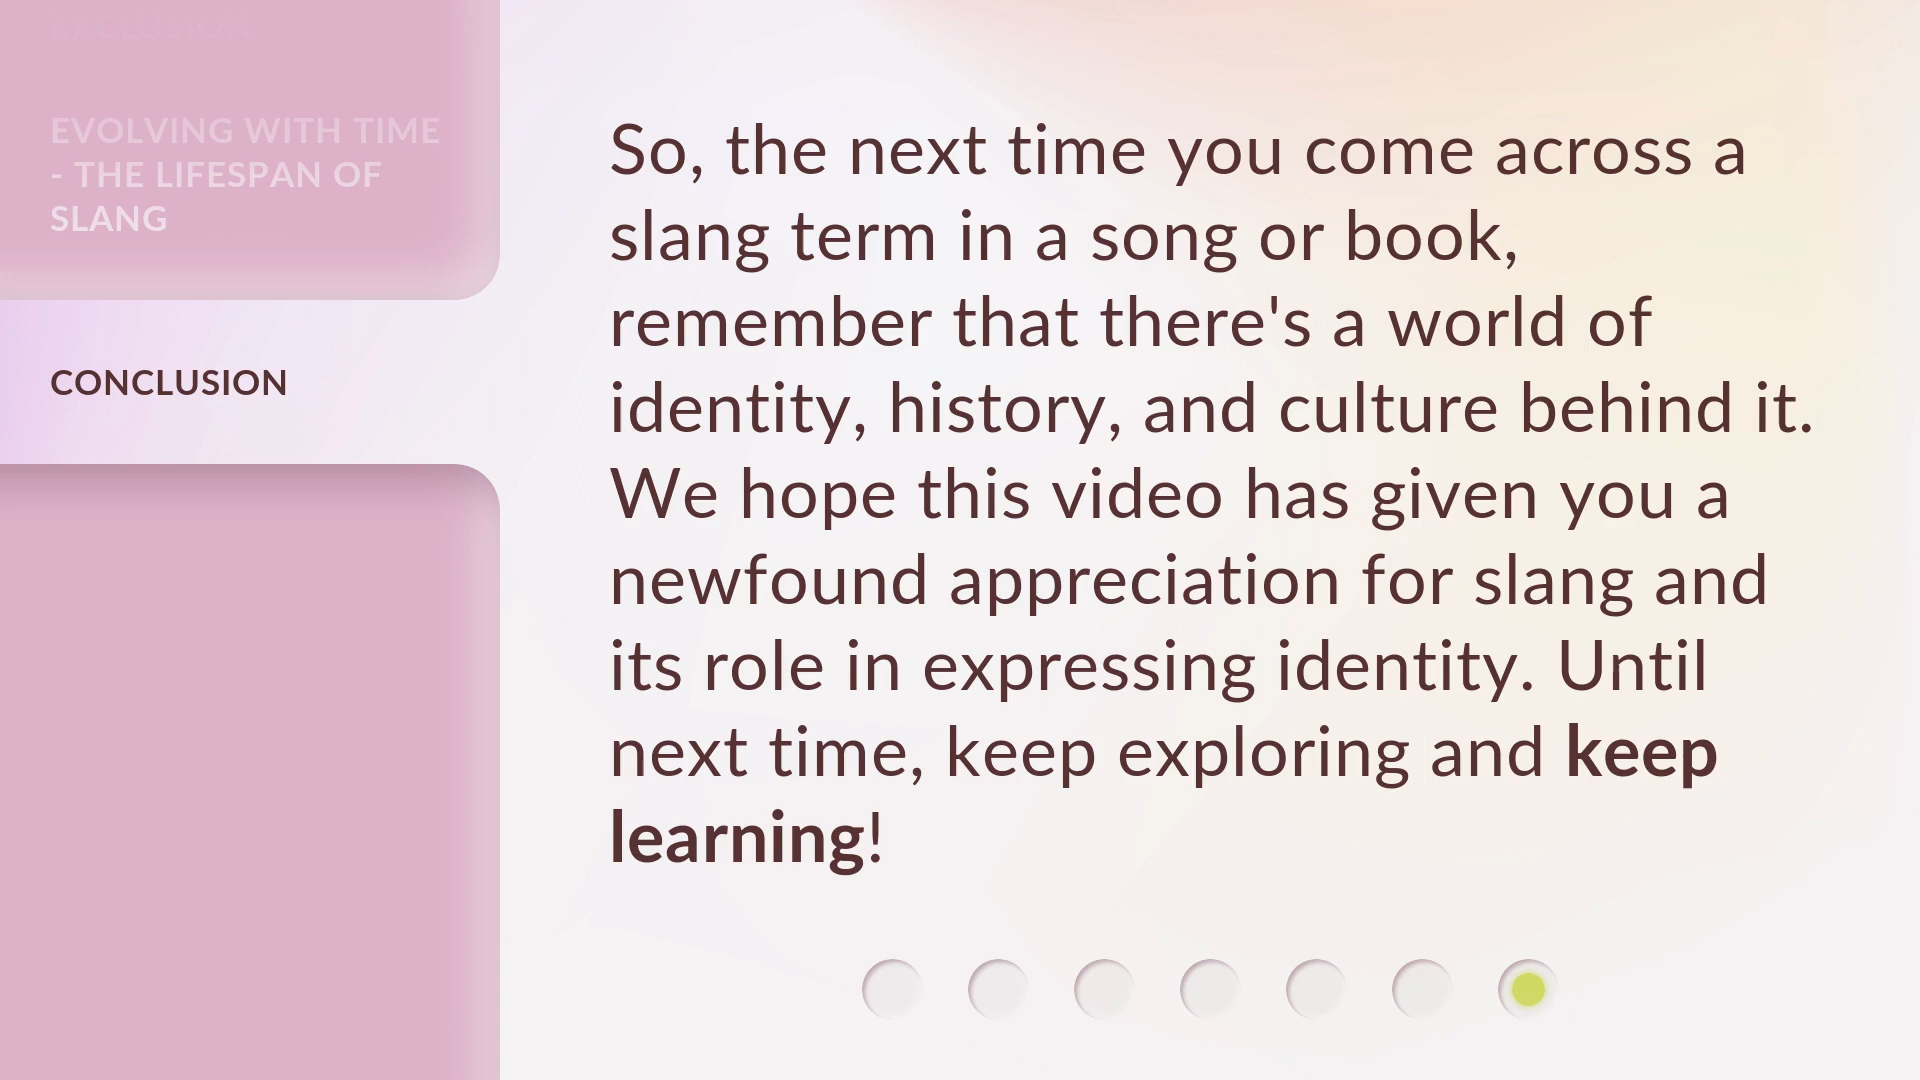 EXCLUSION
EVOLVING WITH TIME
- THE LIFESPAN OF
SLANG
CONCLUSION
So, the next time you come across a
slang term in a song or book,
remember that there's a world of
identity, history, and culture behind it.
We hope this video has given you a
newfound appreciation for slang and
its role in expressing identity. Until
next time, keep exploring and keep
learning!